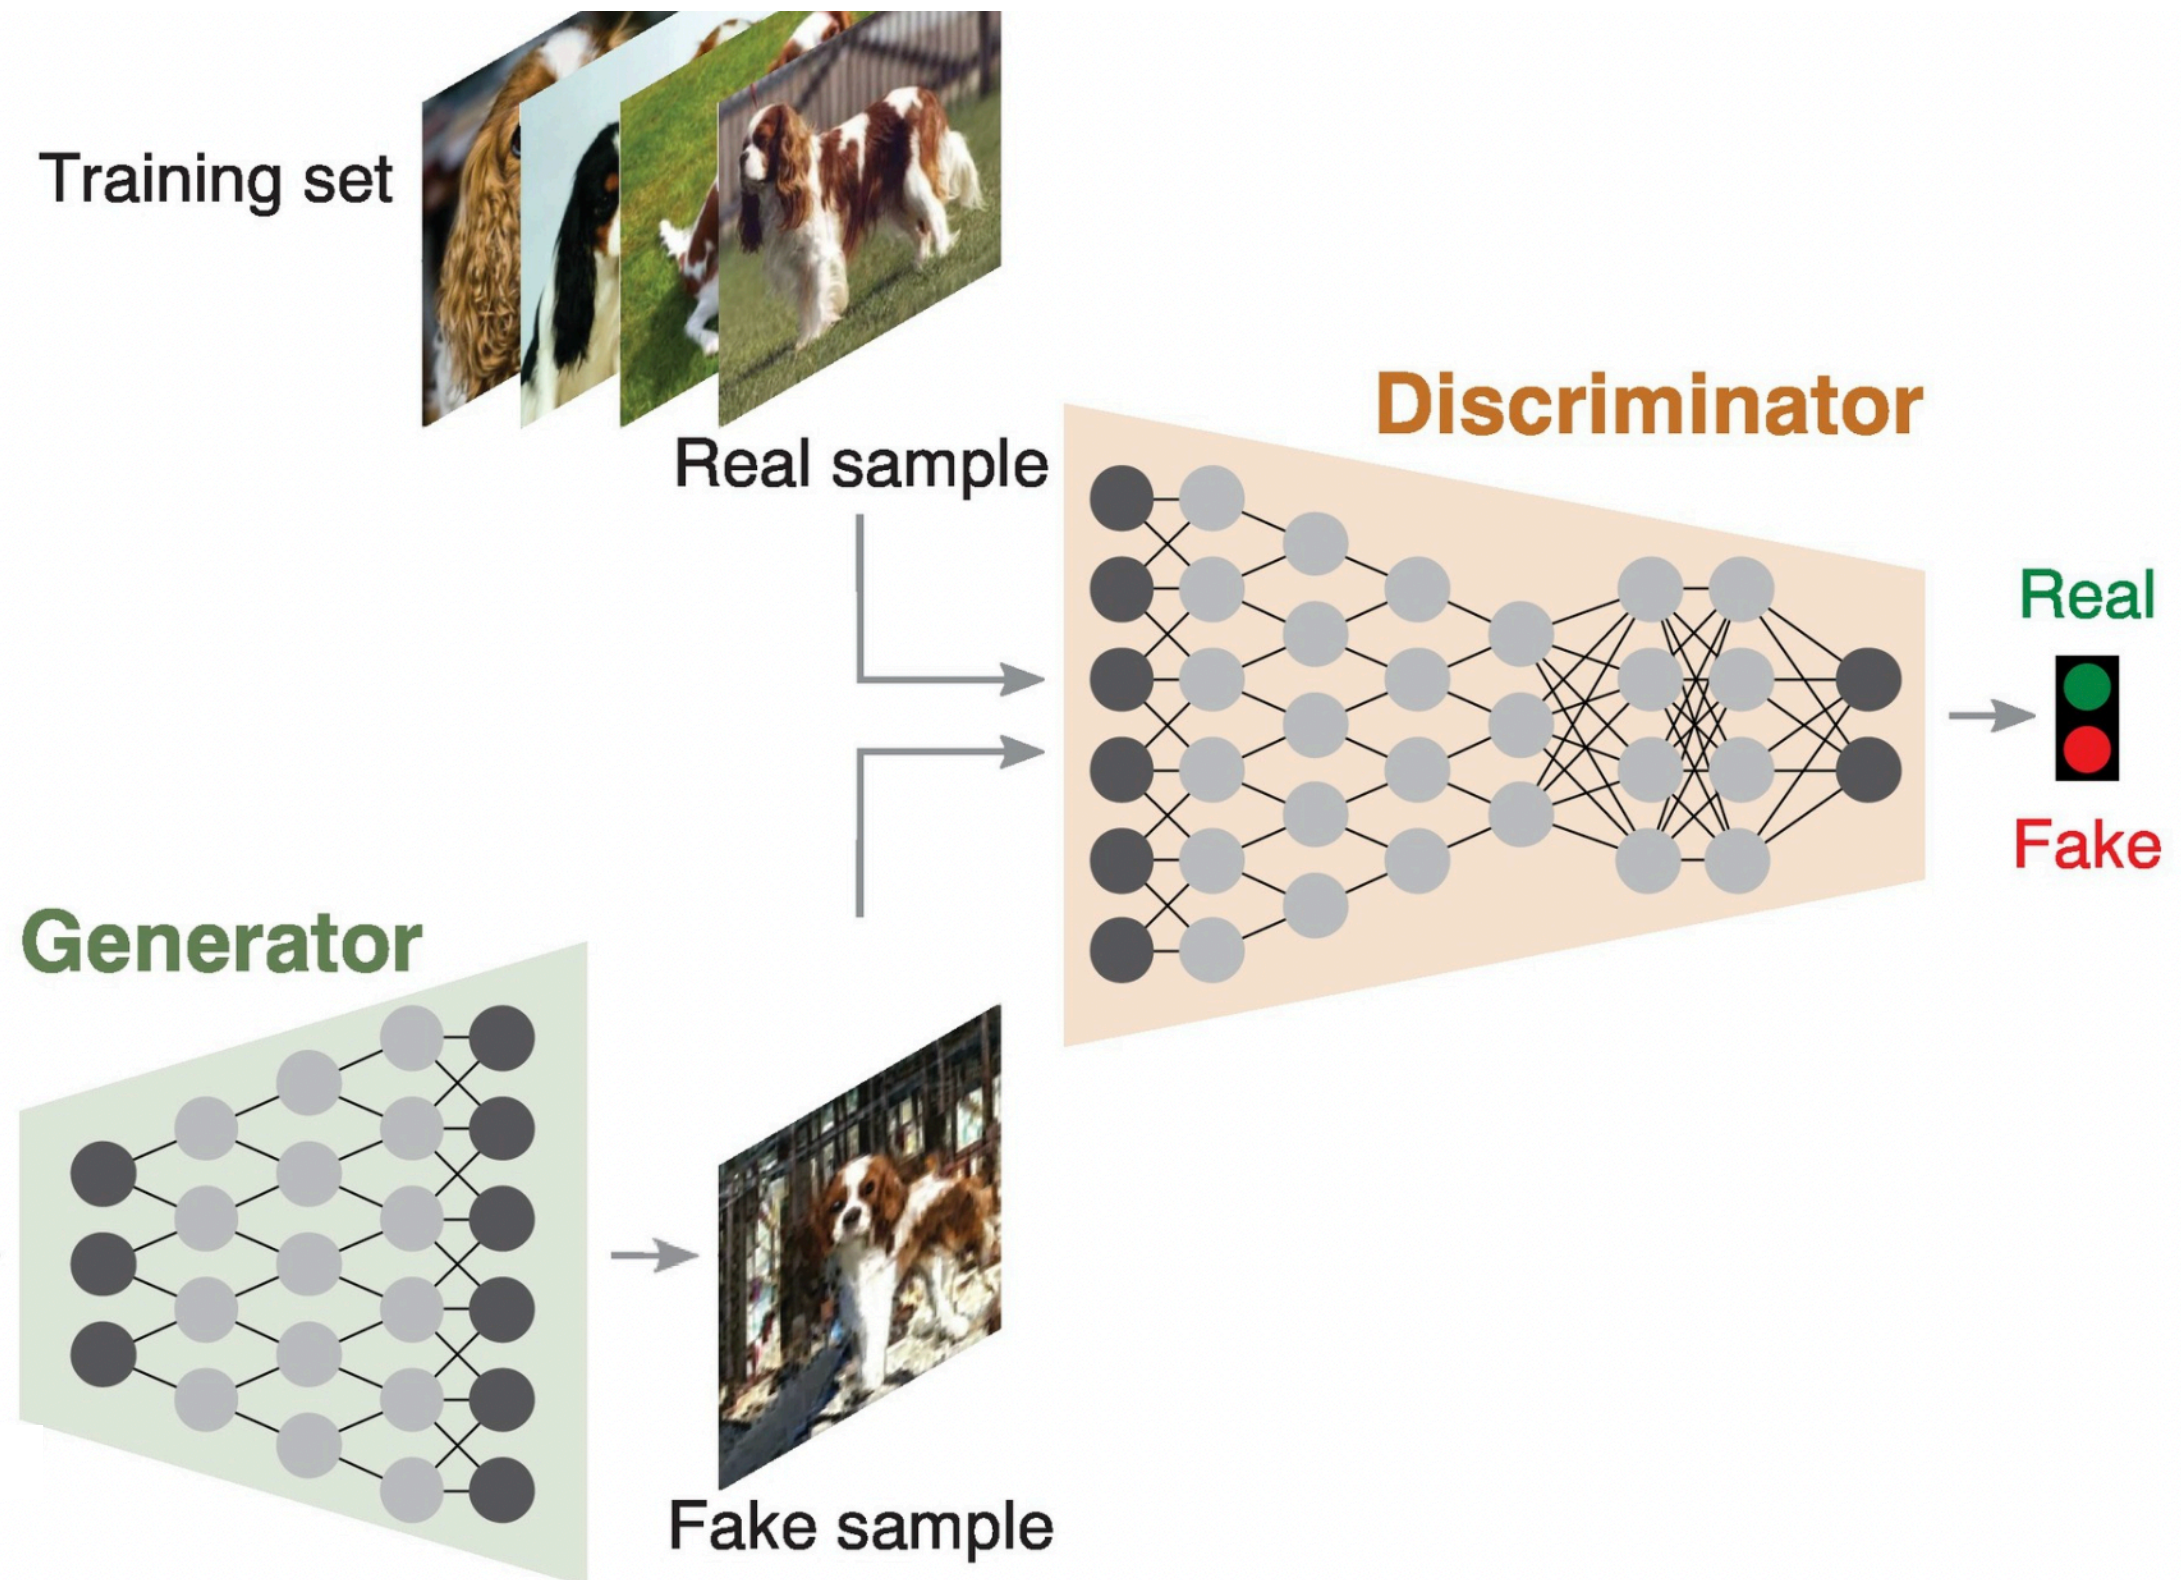 Training set
Real sample
Discriminator
Real
Fake
Generator
Fake sample